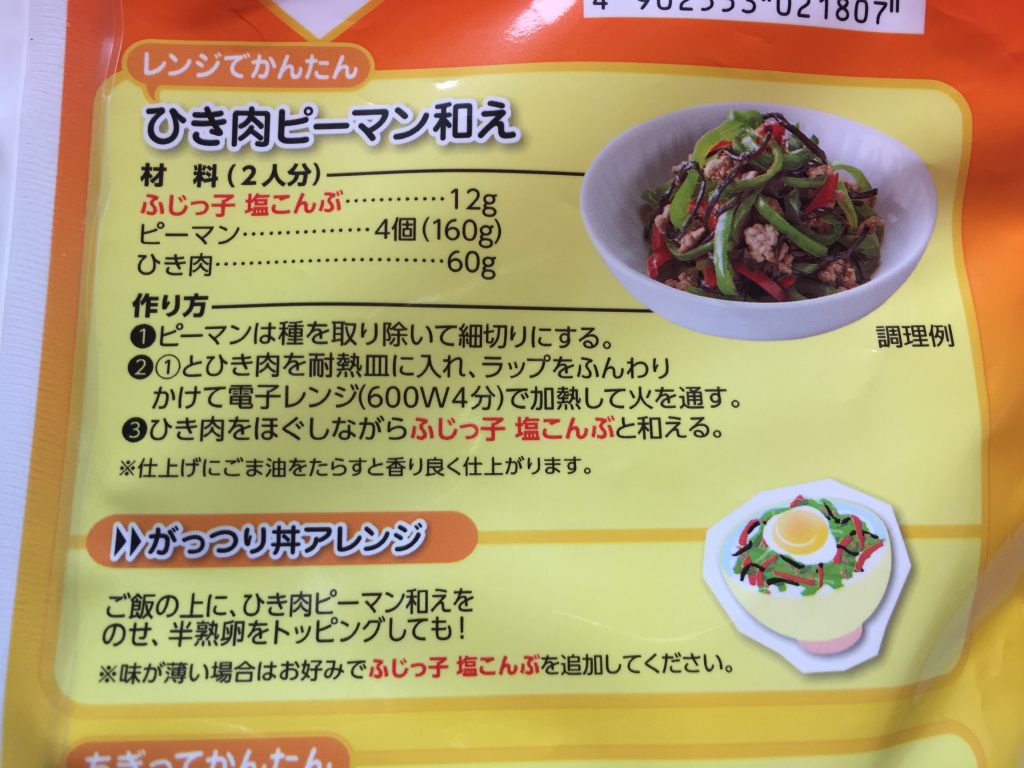 4 902553 021807
レンジでかんたん
ひき肉ピーマン和え
材 料(2人分)
ふじっ子 塩こんぶ…………12g
ピーマン……………4個(160g)
ひき肉………………………60g
作り方
❶ピーマンは種を取り除いて細切りにする。
❷①とひき肉を耐熱皿に入れ、ラップをふんわり
かけて電子レンジ(600W4分)で加熱して火を通す。
❸ひき肉をほぐしながらふじっ子 塩こんぶと和える。
※仕上げにごま油をたらすと香り良く仕上がります。
調理例
がっつり丼アレンジ
ご飯の上に、ひき肉ピーマン和えを
のせ、半熟卵をトッピングしても!
※味が薄い場合はお好みでふじっ子 塩こんぶを追加してください。
ちぎってかんたん